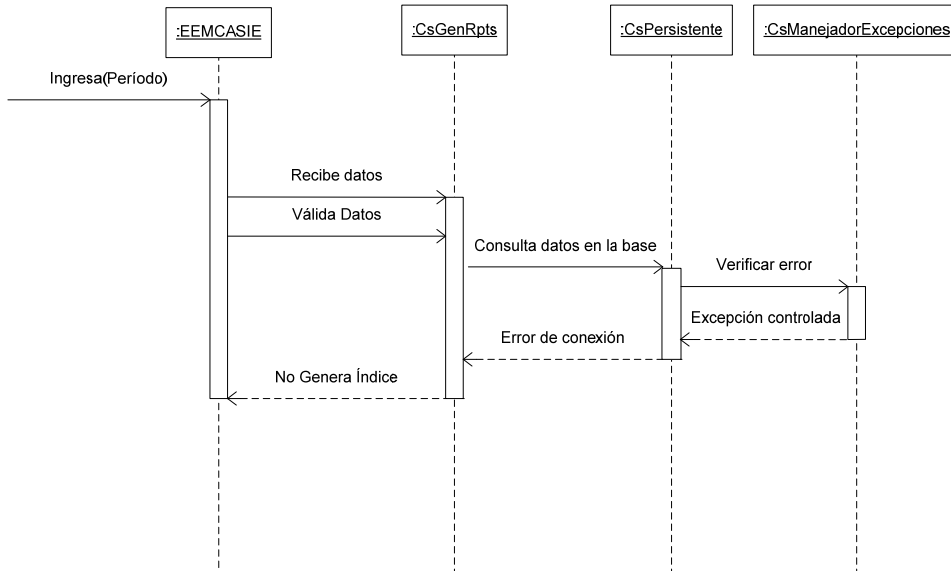 :EEMCASIE
:CsGenRpts
:CsPersistente
:CsManejadorExcepciones
Ingresa(Período)
Recibe datos
Válida Datos
Consulta datos en la base
Verificar error
Excepción controlada
Error de conexión
No Genera Índice